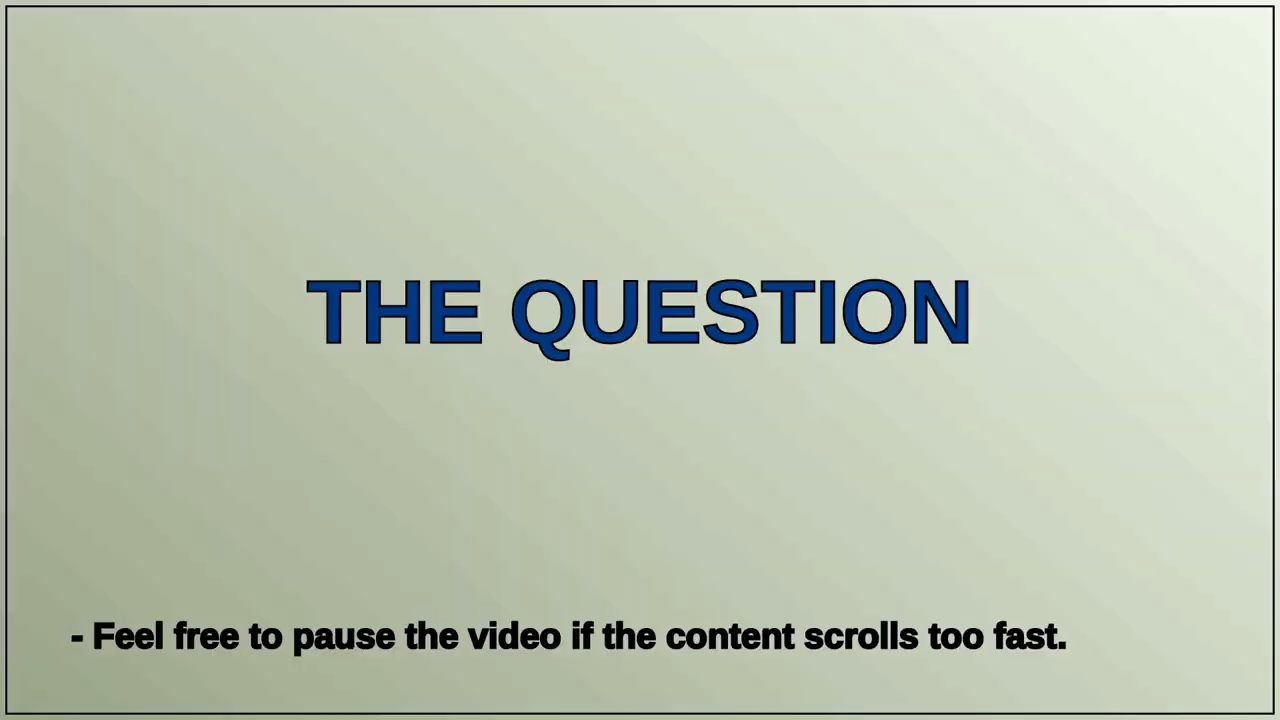 THE QUESTION
- Feel free to pause the video if the content scrolls too fast.